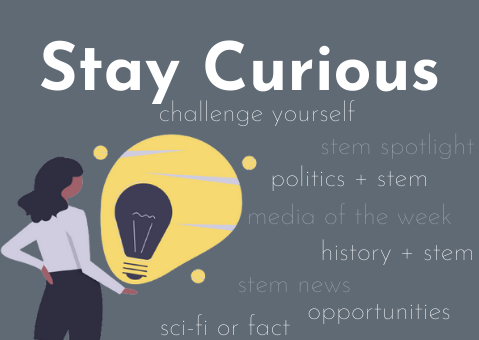 Stay Curious
challenge yourself
stem spotlight
politics + stem
media of the week
history + stem
stem news
opportunities
sci-fi or fact